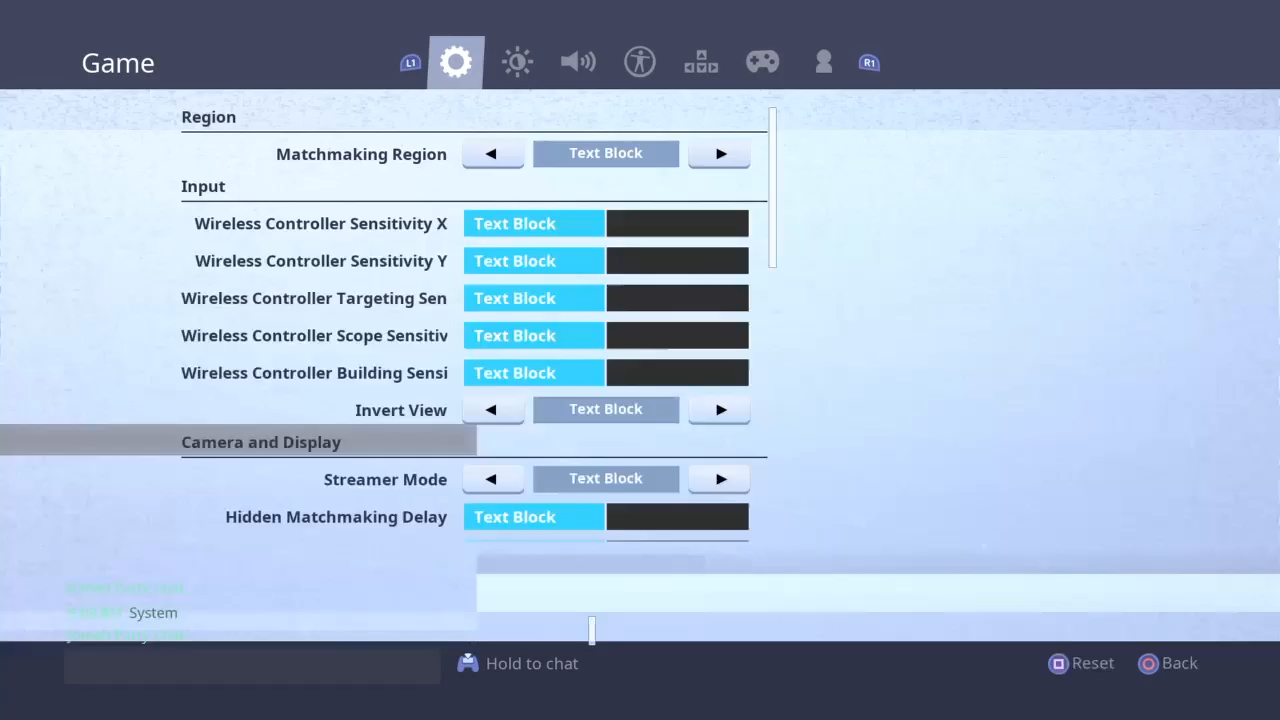 Game
L1
R1
Region
Matchmaking Region ◄ Text Block ►
Input
Wireless Controller Sensitivity X Text Block
Wireless Controller Sensitivity Y Text Block
Wireless Controller Targeting Sen Text Block
Wireless Controller Scope Sensitiv Text Block
Wireless Controller Building Sensi Text Block
Invert View ◄ Text Block ►
Camera and Display
Streamer Mode ◄ Text Block ►
Hidden Matchmaking Delay Text Block
System
Hold to chat
Reset
Back